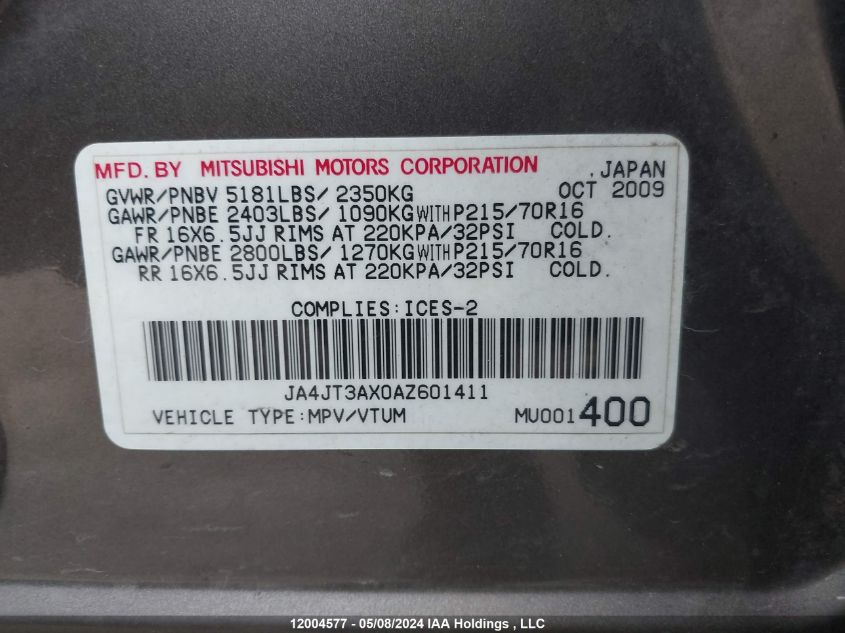 MFD. BY MITSUBISHI MOTORS CORPORATION , JAPAN
GVWR/PNBV 5181LBS/ 2350KG OCT 2009
GAWR/PNBE 2403LBS/ 1090KG WITH P215/70R16
FR 16X6.5JJ RIMS AT 220KPA/32PSI COLD.
GAWR/PNBE 2800LBS/ 1270KG WITH P215/70R16
RR 16X6.5JJ RIMS AT 220KPA/32PSI COLD.
COMPLIES:ICES-2
JA4JT3AX0AZ601411
VEHICLE TYPE:MPV/VTUM MU001400
12004577 - 05/08/2024 IAA Holdings , LLC